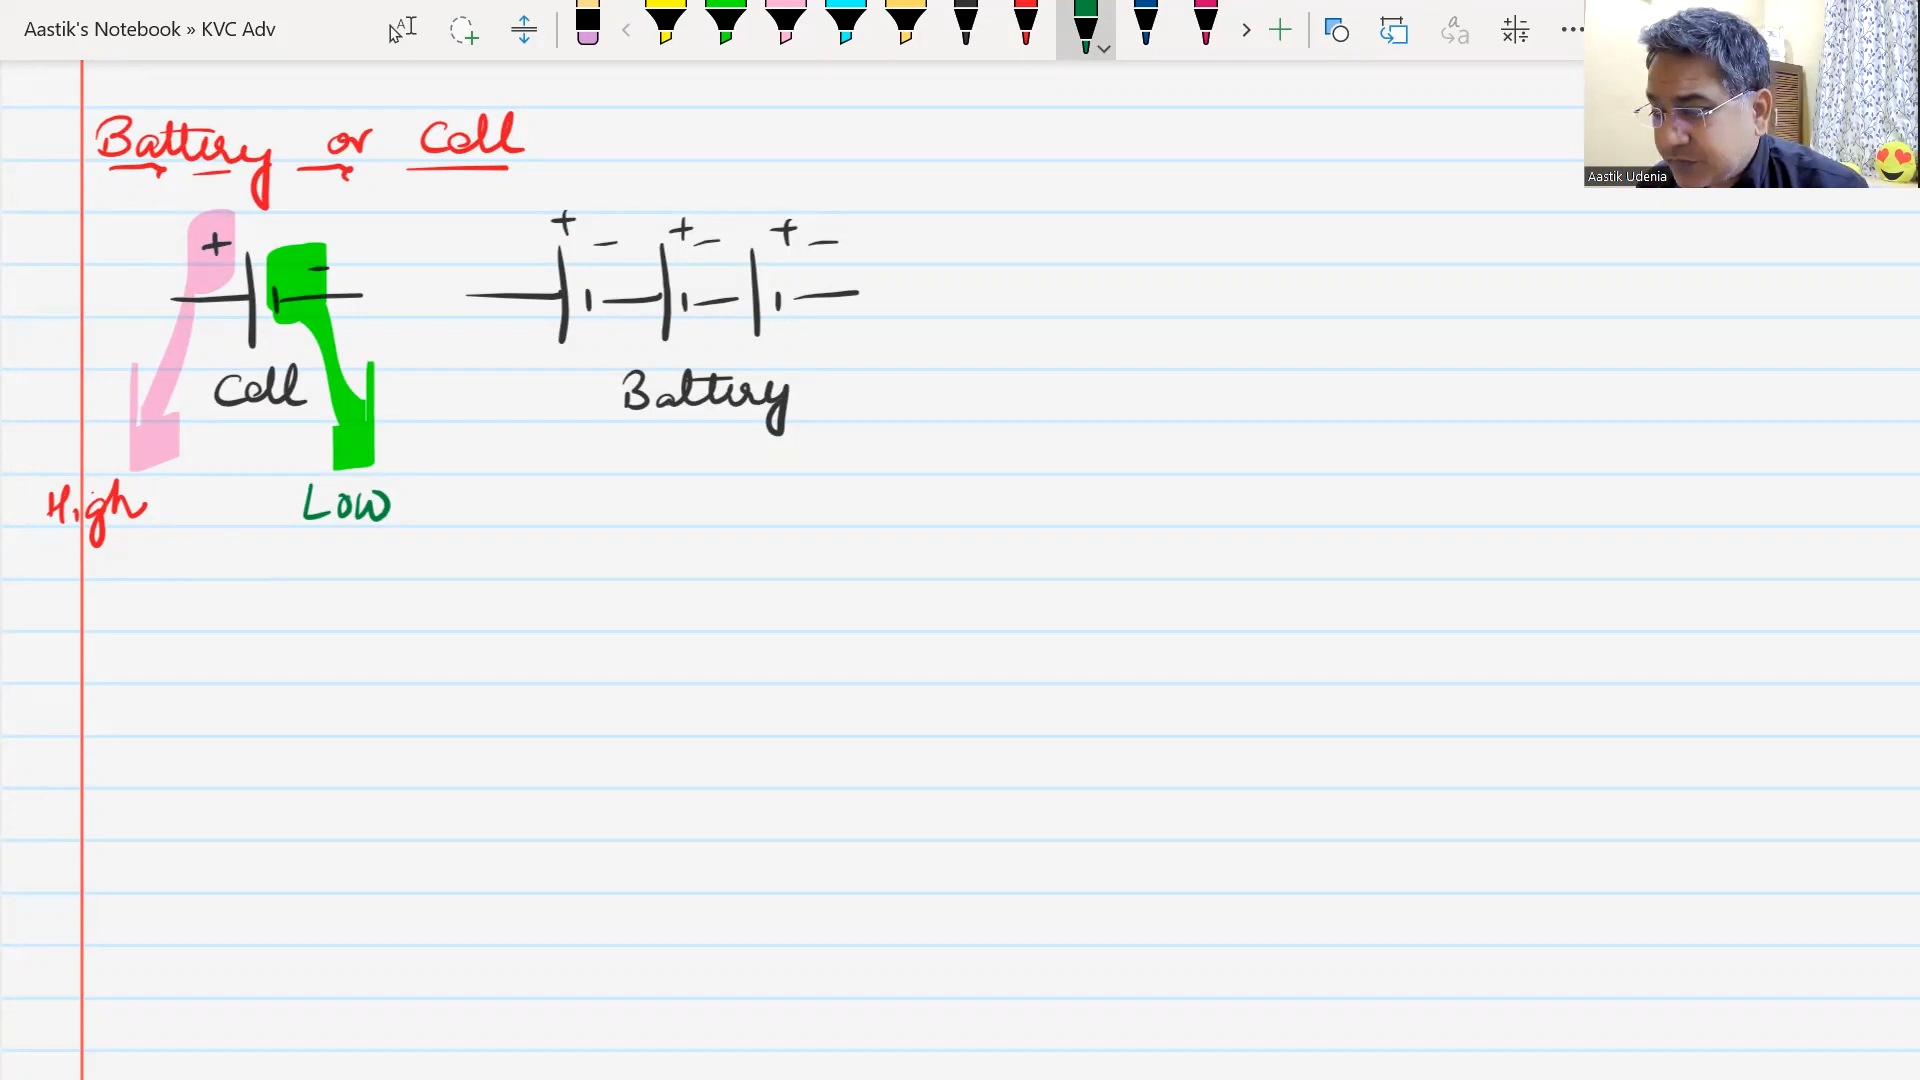 Aastik's Notebook » KVC Adv
Aastik Udenia
Battery or Cell
+ -
+ - + - + -
Cell
Battery
High
Low